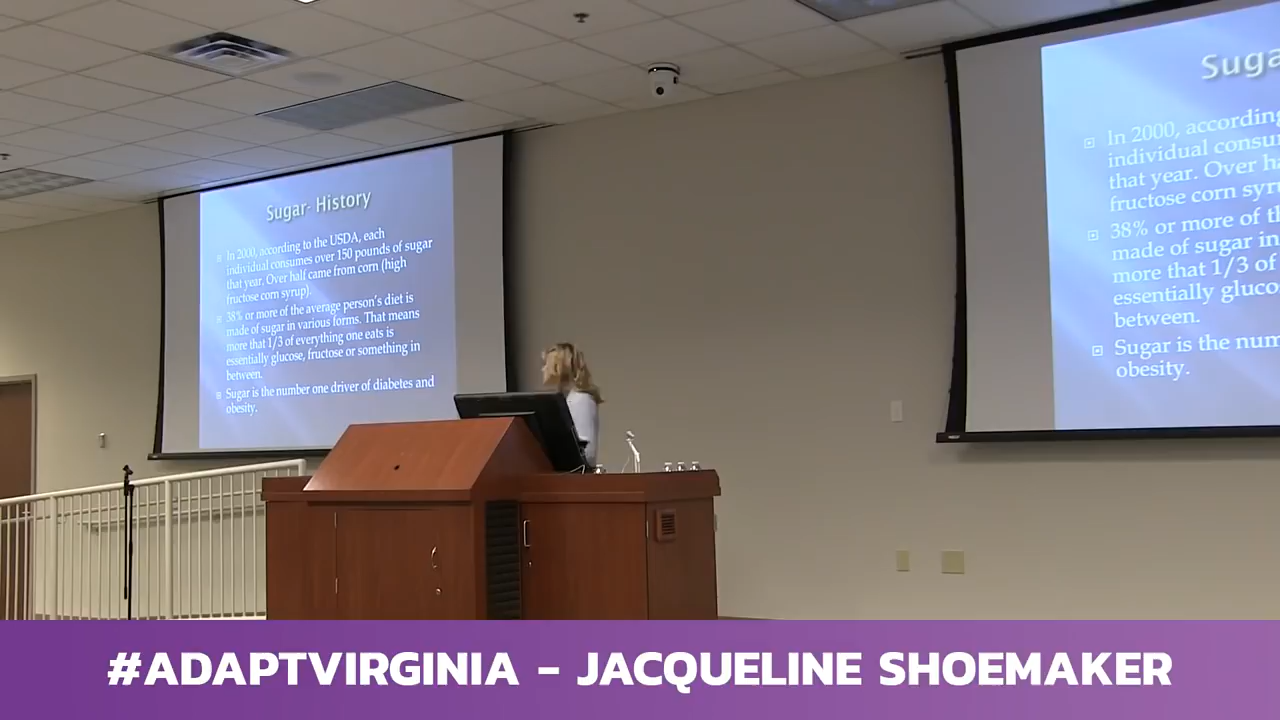 Sugar- History
In 2000, according to the USDA, each
individual consumes over 150 pounds of sugar
that year. Over half came from corn (high
fructose corn syrup).
38% or more of the average person's diet is
made of sugar in various forms. That means
more that 1/3 of everything one eats is
essentially glucose, fructose or something in
between.
Sugar is the number one driver of diabetes and
obesity.
Suga
In 2000, according
individual consu
that year. Over ha
fructose corn syr
38% or more of th
made of sugar in
more that 1/3 of
essentially gluco
between.
Sugar is the num
obesity.
#ADAPTVIRGINIA - JACQUELINE SHOEMAKER